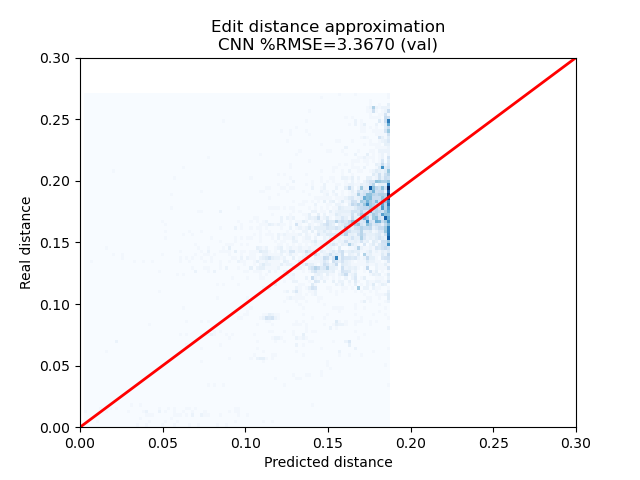 Edit distance approximation
CNN %RMSE=3.3670 (val)
0.30
0.25
0.20
0.15
0.10
0.05
0.00
Real distance
0.00 0.05 0.10 0.15 0.20 0.25 0.30
Predicted distance